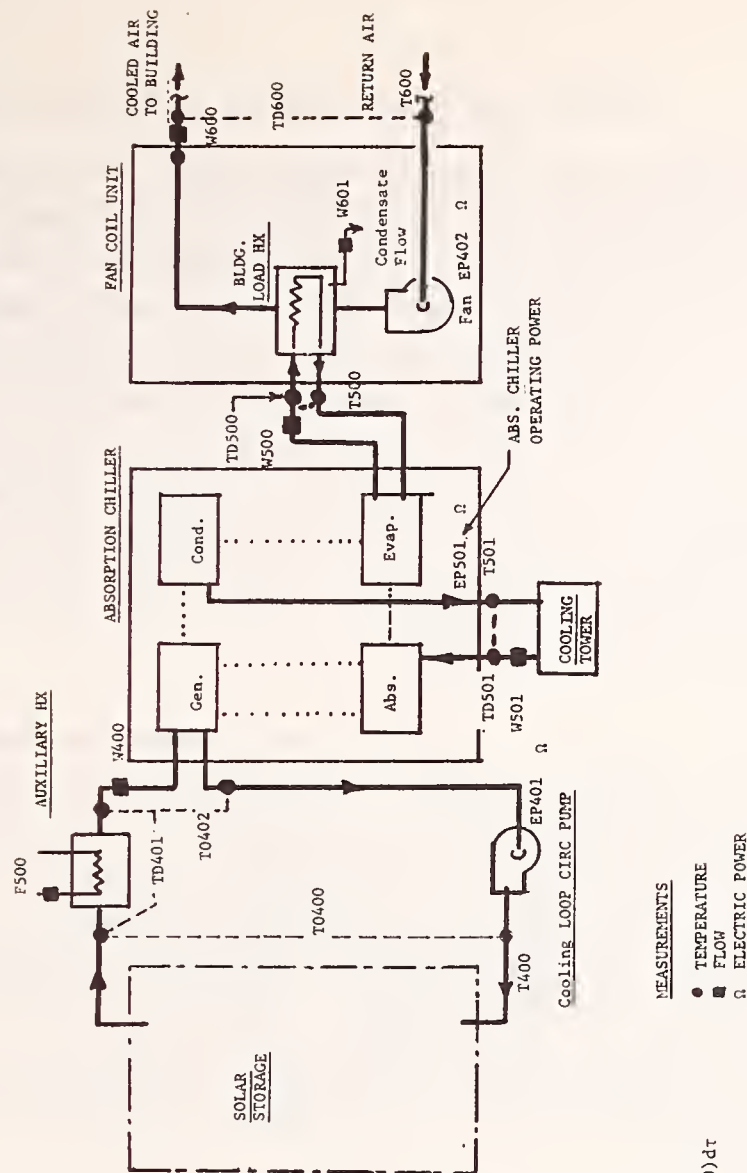 AUXILIARY HX
F500
W400
TD401
T0402
T0400
SOLAR
STORAGE
T400
EP401
Cooling LOOP CIRC PUMP
ABSORPTION CHILLER
Gen.
Cond.
Abs.
Evap.
EP501
Ω
T501
TD501
W501
Ω
COOLING
TOWER
ABS. CHILLER
OPERATING POWER
TD500
W500
T500
FAN COIL UNIT
BLDG.
LOAD HX
W601
Condensate
Flow
Fan
EP402
Ω
COOLED AIR
TO BUILDING
W600
TD600
RETURN AIR
T600
MEASUREMENTS
● TEMPERATURE
■ FLOW
Ω ELECTRIC POWER
)dτ